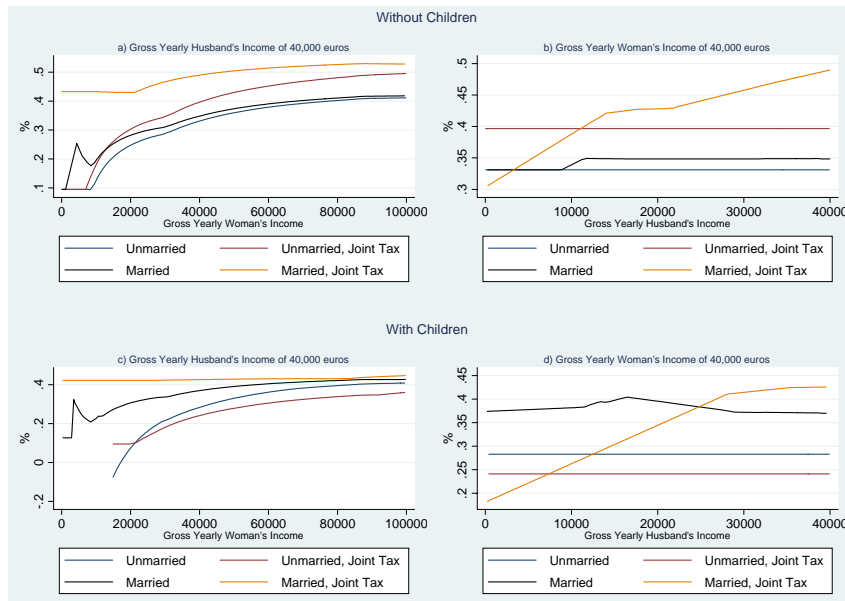 Without Children
a) Gross Yearly Husband's Income of 40,000 euros
%
.5
.4
.3
.2
.1
0 20000 40000 60000 80000 100000
Gross Yearly Woman's Income
Unmarried Unmarried, Joint Tax
Married Married, Joint Tax
b) Gross Yearly Woman's Income of 40,000 euros
%
.5
.45
.4
.35
.3
0 10000 20000 30000 40000
Gross Yearly Husband's Income
Unmarried Unmarried, Joint Tax
Married Married, Joint Tax
With Children
c) Gross Yearly Husband's Income of 40,000 euros
%
.4
.2
0
-.2
0 20000 40000 60000 80000 100000
Gross Yearly Woman's Income
Unmarried Unmarried, Joint Tax
Married Married, Joint Tax
d) Gross Yearly Woman's Income of 40,000 euros
%
.45
.4
.35
.3
.25
.2
0 10000 20000 30000 40000
Gross Yearly Husband's Income
Unmarried Unmarried, Joint Tax
Married Married, Joint Tax